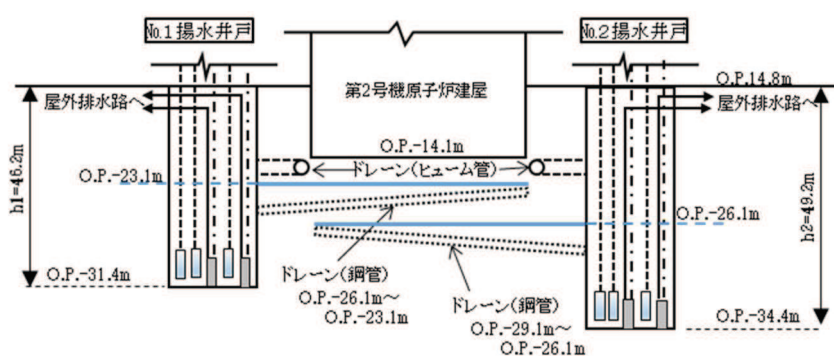 No.1揚水井戸
No.2揚水井戸
O.P.14.8m
屋外排水路へ
第2号機原子炉建屋
屋外排水路へ
O.P.-14.1m
ドレーン(ヒューム管)
O.P.-23.1m
h1=46.2m
O.P.-26.1m
h2=49.2m
O.P.-31.4m
ドレーン(鋼管)
O.P.-26.1m～
O.P.-23.1m
ドレーン(鋼管)
O.P.-29.1m～
O.P.-26.1m
O.P.-34.4m